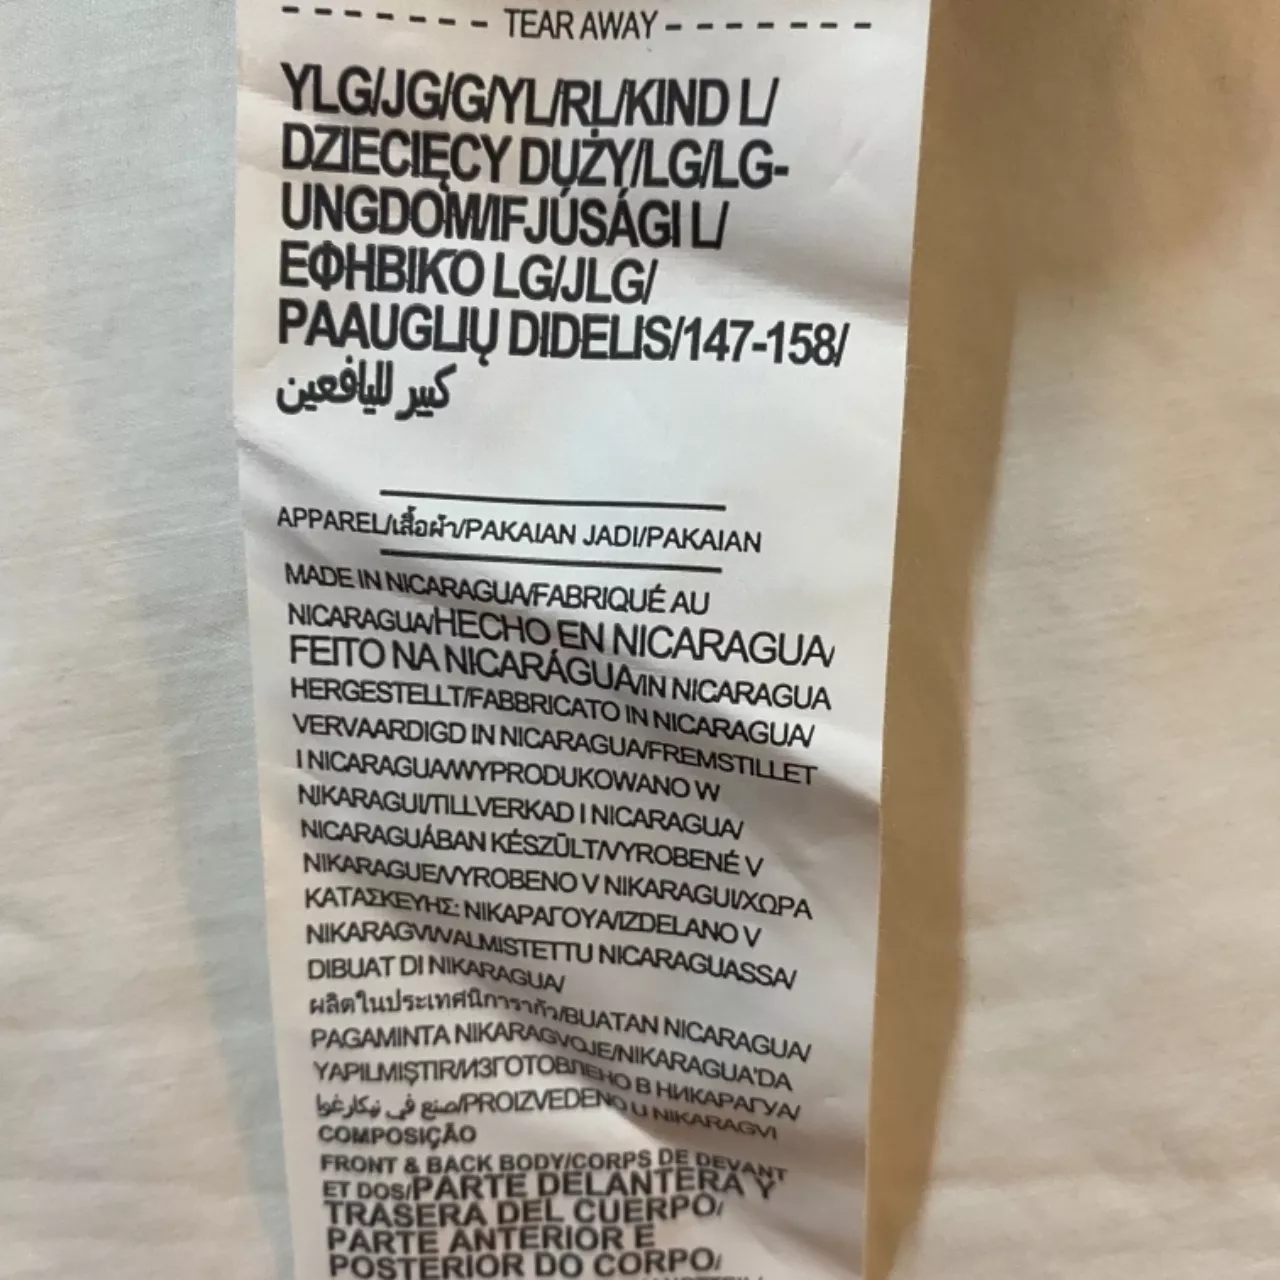 - - - - - - - TEAR AWAY - - - - - - -
YLG/JG/G/YL/RL/KIND L/
DZIECIĘCY DUŻY/LG/LG-
UNGDOM/IFJÚSÁGI L/
ΕΦΗΒΙΚΌ LG/JLG/
PAAUGLIŲ DIDELIS/147-158/
كبير لليافعين
APPAREL/เสื้อผ้า/PAKAIAN JADI/PAKAIAN
MADE IN NICARAGUA/FABRIQUÉ AU
NICARAGUA/HECHO EN NICARAGUA/
FEITO NA NICARÁGUA/IN NICARAGUA
HERGESTELLT/FABBRICATO IN NICARAGUA/
VERVAARDIGD IN NICARAGUA/FREMSTILLET
I NICARAGUA/WYPRODUKOWANO W
NIKARAGUI/TILLVERKAD I NICARAGUA/
NICARAGUÁBAN KÉSZÜLT/VYROBENÉ V
NIKARAGUE/VYROBENO V NIKARAGUI/ΧΩΡΑ
ΚΑΤΑΣΚΕΥΗΣ: ΝΙΚΑΡΑΓΟΥΑ/IZDELANO V
NIKARAGVI/VALMISTETTU NICARAGUASSA/
DIBUAT DI NIKARAGUA/
ผลิตในประเทศนิการากัว/BUATAN NICARAGUA/
PAGAMINTA NIKARAGVOJE/NIKARAGUA'DA
YAPILMIŞTIR/ИЗГОТОВЛЕНО В НИКАРАГУА/
صنع في نيكارغوا/PROIZVEDENO U NIKARAGVI
COMPOSIÇÃO
FRONT & BACK BODY/CORPS DE DEVANT
ET DOS/PARTE DELANTERA Y
TRASERA DEL CUERPO/
PARTE ANTERIOR E
POSTERIOR DO CORPO/